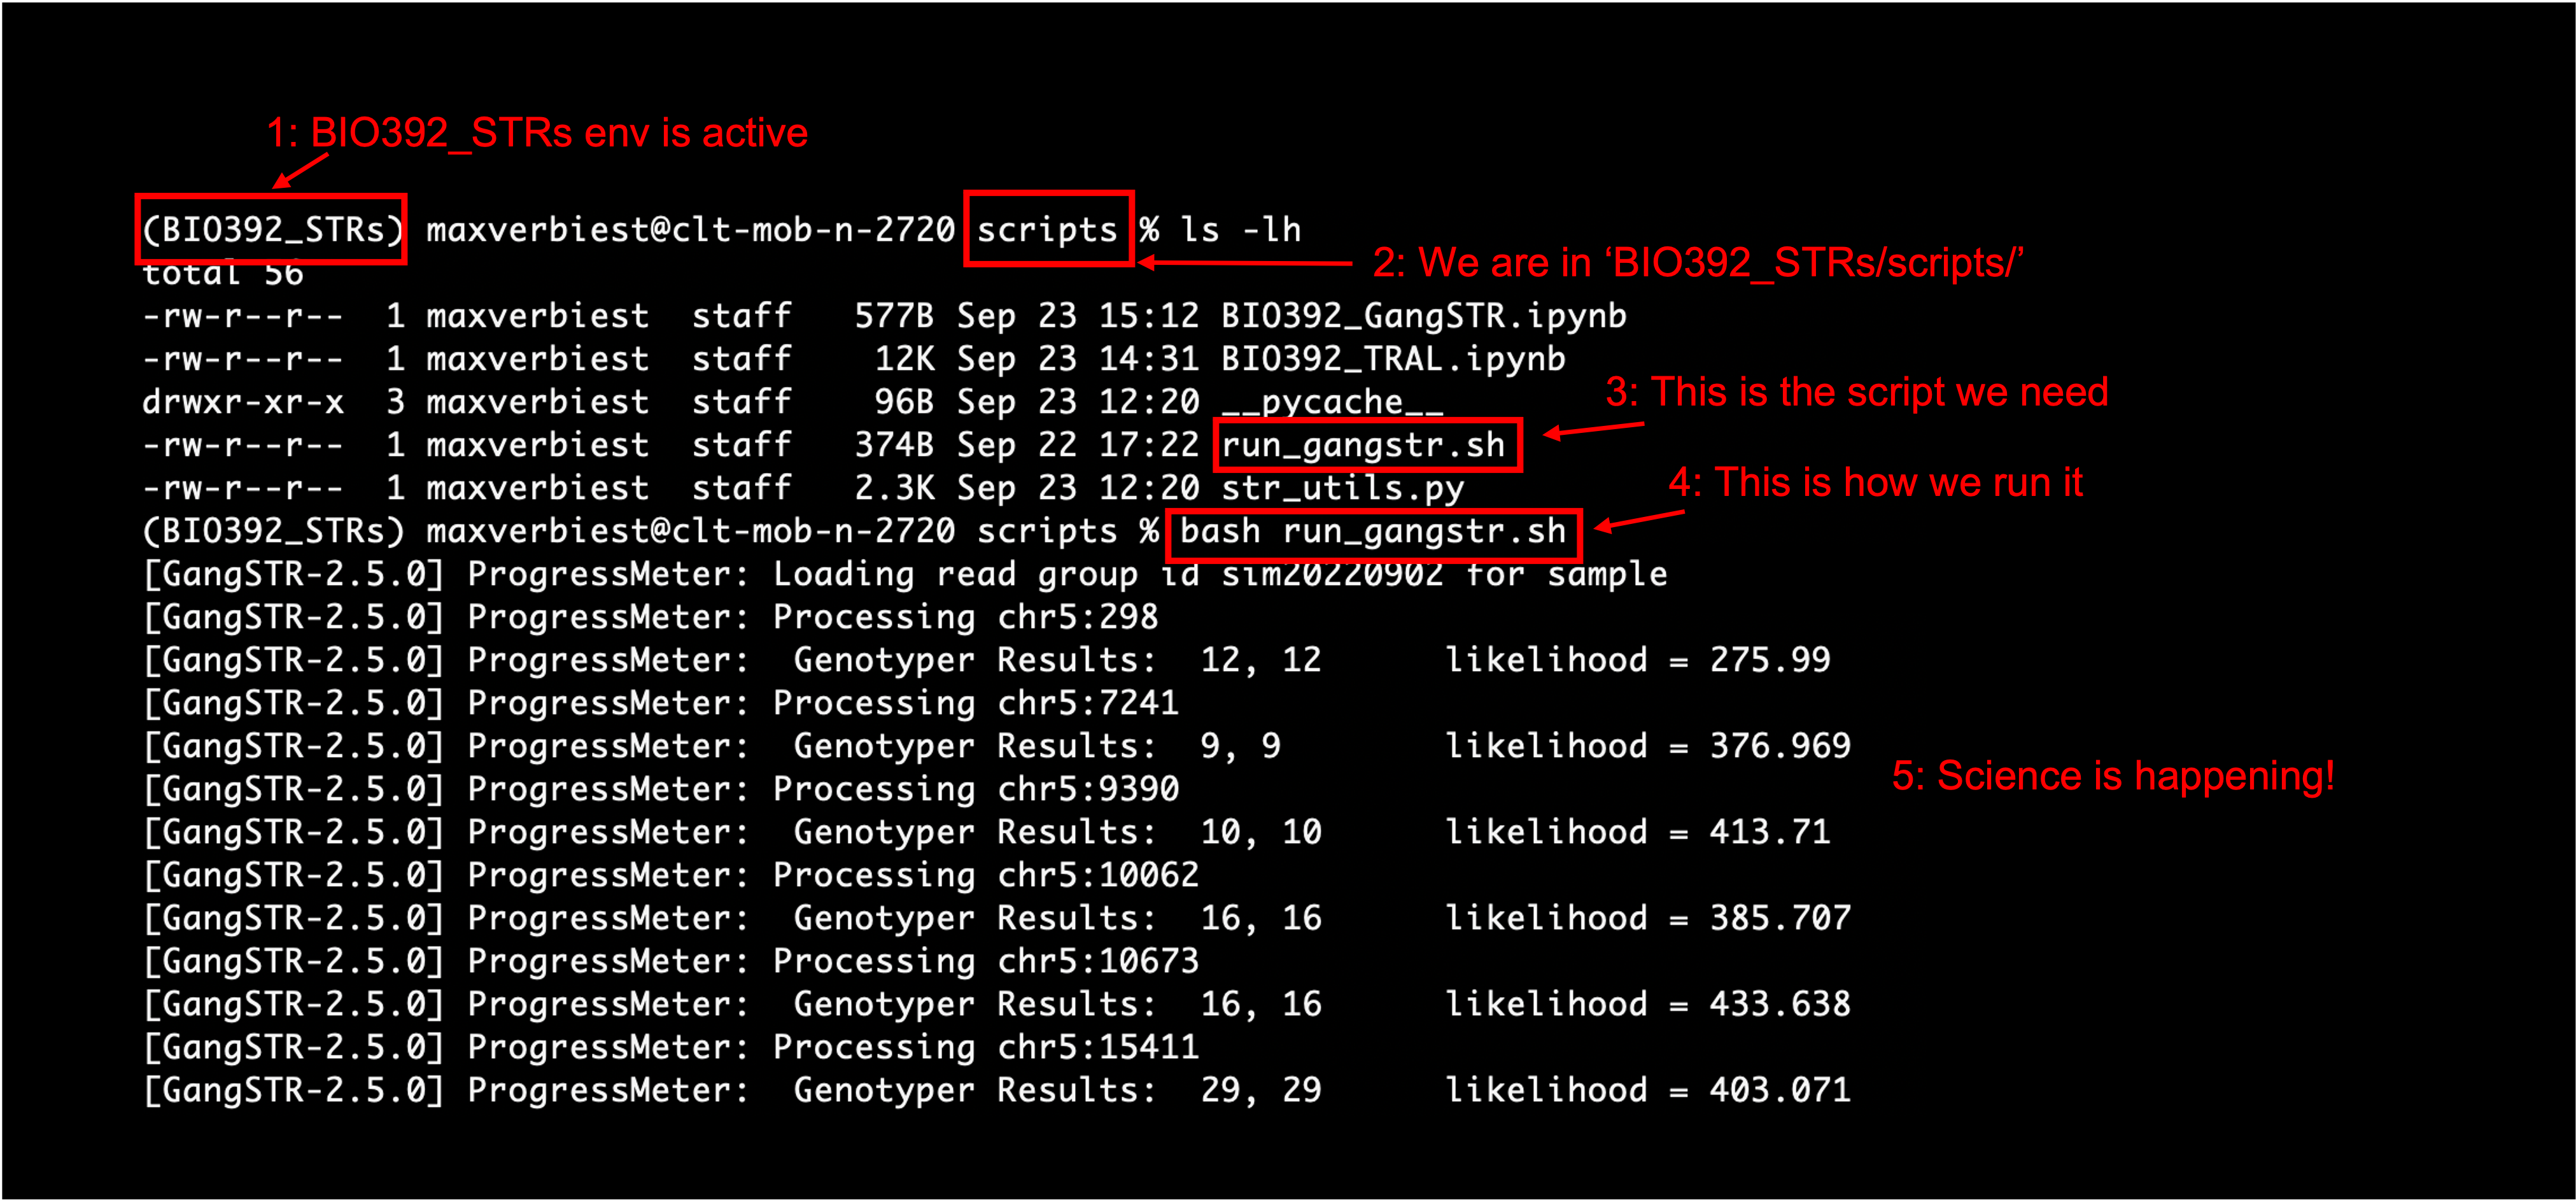 1: BIO392_STRs env is active
(BIO392_STRs) maxverbiest@clt-mob-n-2720 scripts % ls -lh
2: We are in ‘BIO392_STRs/scripts/’
total 56
-rw-r--r--  1 maxverbiest  staff   577B Sep 23 15:12 BIO392_GangSTR.ipynb
-rw-r--r--  1 maxverbiest  staff    12K Sep 23 14:31 BIO392_TRAL.ipynb
drwxr-xr-x  3 maxverbiest  staff    96B Sep 23 12:20 __pycache__
3: This is the script we need
-rw-r--r--  1 maxverbiest  staff   374B Sep 22 17:22 run_gangstr.sh
-rw-r--r--  1 maxverbiest  staff   2.3K Sep 23 12:20 str_utils.py
4: This is how we run it
(BIO392_STRs) maxverbiest@clt-mob-n-2720 scripts % bash run_gangstr.sh
[GangSTR-2.5.0] ProgressMeter: Loading read group id sim20220902 for sample
[GangSTR-2.5.0] ProgressMeter: Processing chr5:298
[GangSTR-2.5.0] ProgressMeter:  Genotyper Results:  12, 12      likelihood = 275.99
[GangSTR-2.5.0] ProgressMeter: Processing chr5:7241
[GangSTR-2.5.0] ProgressMeter:  Genotyper Results:  9, 9        likelihood = 376.969
5: Science is happening!
[GangSTR-2.5.0] ProgressMeter: Processing chr5:9390
[GangSTR-2.5.0] ProgressMeter:  Genotyper Results:  10, 10      likelihood = 413.71
[GangSTR-2.5.0] ProgressMeter: Processing chr5:10062
[GangSTR-2.5.0] ProgressMeter:  Genotyper Results:  16, 16      likelihood = 385.707
[GangSTR-2.5.0] ProgressMeter: Processing chr5:10673
[GangSTR-2.5.0] ProgressMeter:  Genotyper Results:  16, 16      likelihood = 433.638
[GangSTR-2.5.0] ProgressMeter: Processing chr5:15411
[GangSTR-2.5.0] ProgressMeter:  Genotyper Results:  29, 29      likelihood = 403.071